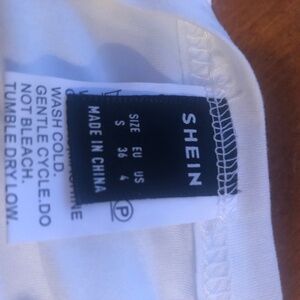 SHEIN
SIZE EU US
S 36 4
MADE IN CHINA
P
WASH COLD
GENTLE CYCLE.DO
NOT BLEACH.
TUMBLE DRY LOW.